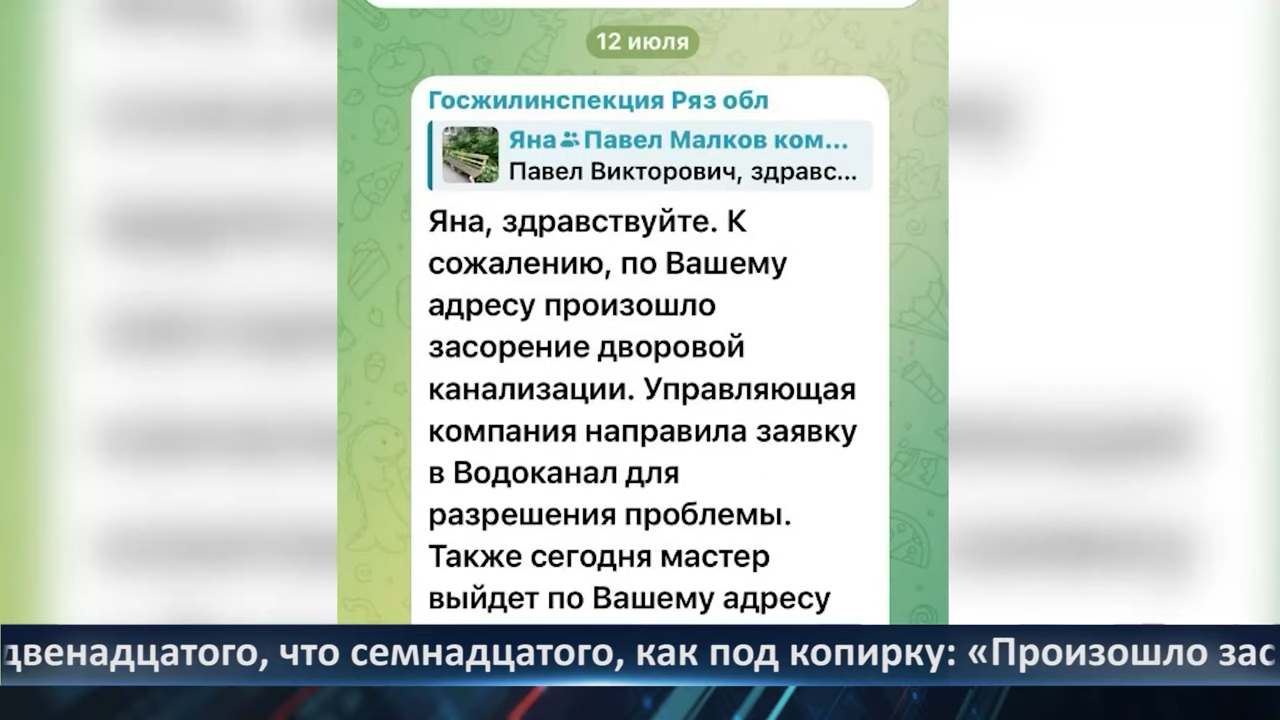 12 июля
Госжилинспекция Ряз обл
Яна Павел Малков ком...
Павел Викторович, здравс...
Яна, здравствуйте. К
сожалению, по Вашему
адресу произошло
засорение дворовой
канализации. Управляющая
компания направила заявку
в Водоканал для
разрешения проблемы.
Также сегодня мастер
выйдет по Вашему адресу
двенадцатого, что семнадцатого, как под копирку: «Произошло зас